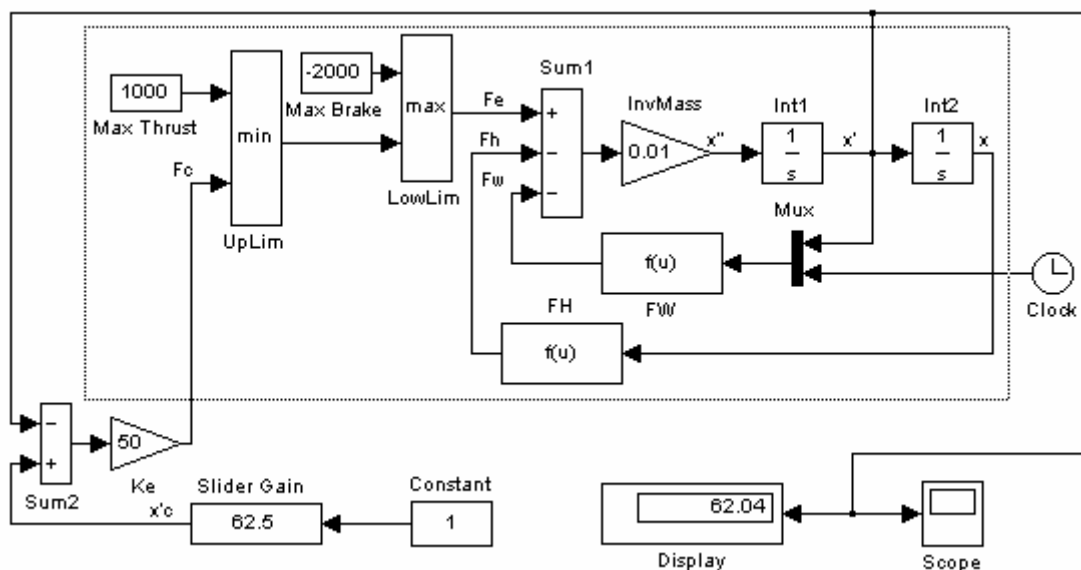 1000
Max Thrust
Fc
min
UpLim
-2000
Max Brake
max
LowLim
Fe
Fh
Fw
Sum1
+
−
−
InvMass
0.01
x''
Int1
1
s
x'
Int2
1
s
x
Mux
f(u)
FW
FH
f(u)
Clock
−
+
Sum2
50
Ke
x'c
Slider Gain
62.5
Constant
1
62.04
Display
Scope